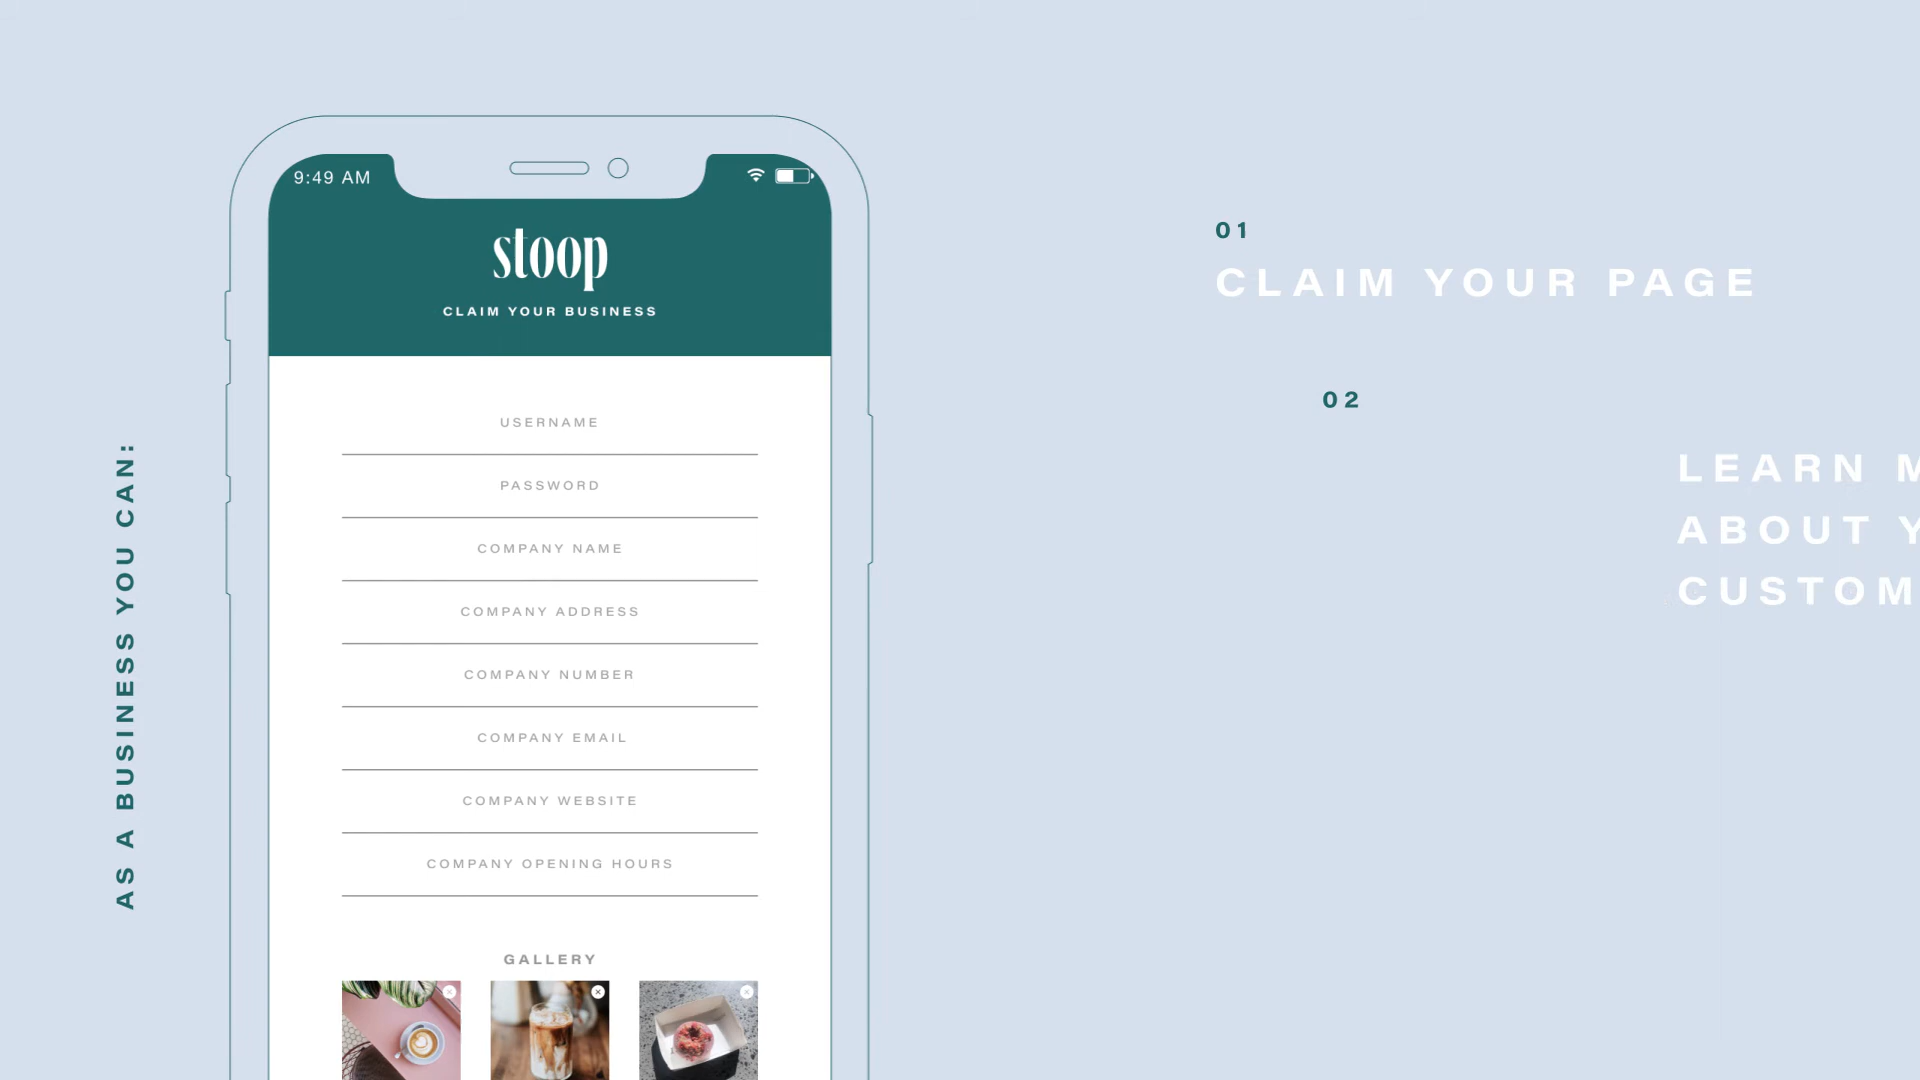 AS A BUSINESS YOU CAN:
9:49 AM
stoop
CLAIM YOUR BUSINESS
USERNAME
PASSWORD
COMPANY NAME
COMPANY ADDRESS
COMPANY NUMBER
COMPANY EMAIL
COMPANY WEBSITE
COMPANY OPENING HOURS
GALLERY
01
CLAIM YOUR PAGE
02
LEARN M
ABOUT Y
CUSTOM